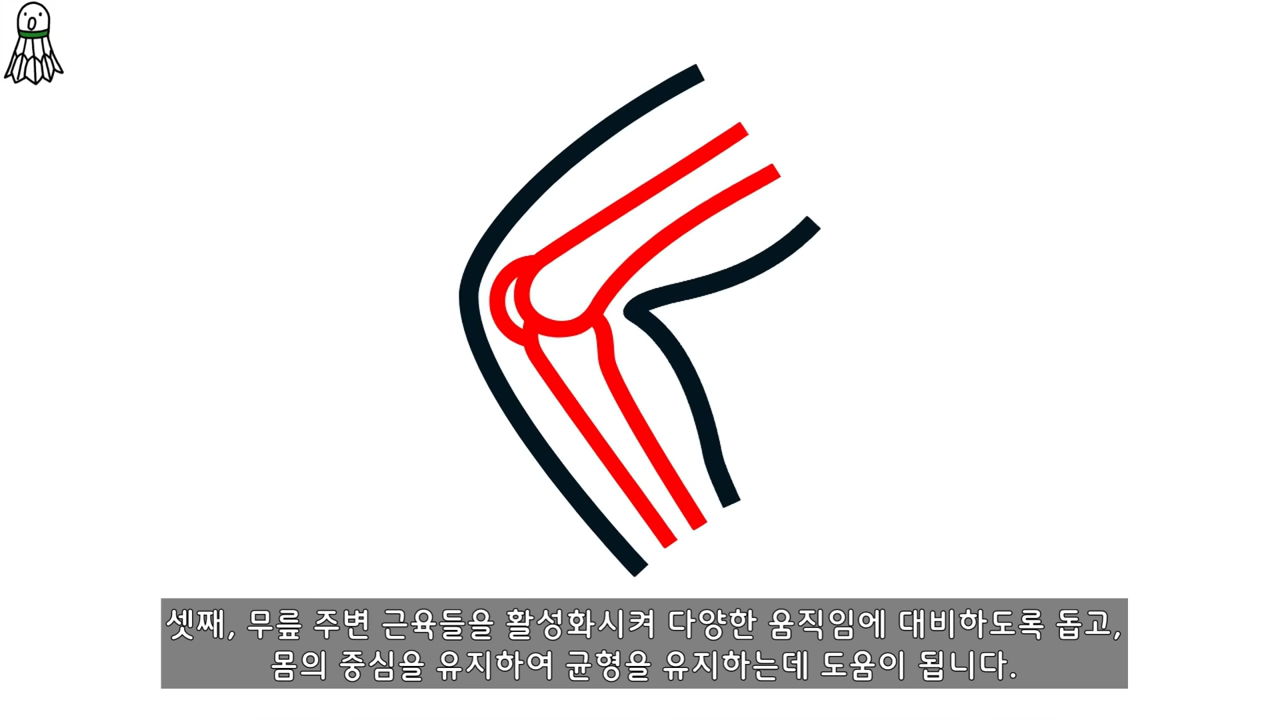 셋째, 무릎 주변 근육들을 활성화시켜 다양한 움직임에 대비하도록 돕고,
몸의 중심을 유지하여 균형을 유지하는데 도움이 됩니다.